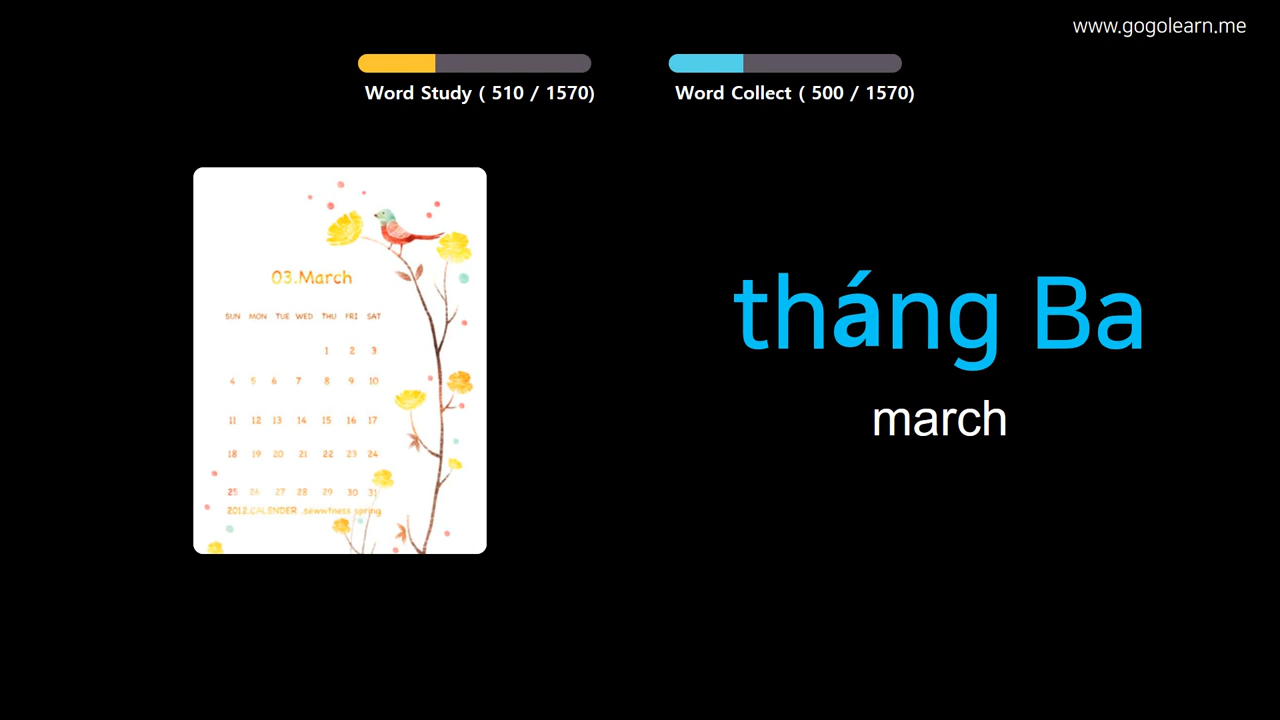 www.gogolearn.me
Word Study ( 510 / 1570)
Word Collect ( 500 / 1570)
03.March
SUN MON TUE WED THU FRI SAT
1 2 3
4 5 6 7 8 9 10
11 12 13 14 15 16 17
18 19 20 21 22 23 24
25 26 27 28 29 30 31
2012.CALENDER .sewwtness spring
tháng Ba
march